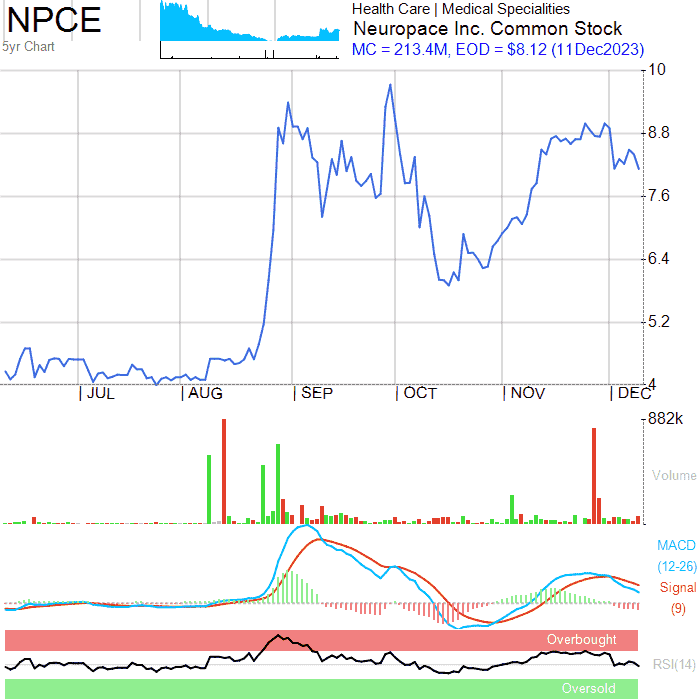 NPCE
5yr Chart
Health Care | Medical Specialities
Neuropace Inc. Common Stock
MC = 213.4M, EOD = $8.12 (11Dec2023)
10
8.8
7.6
6.4
5.2
4
| JUL | AUG | SEP | OCT | NOV | DEC
882k
Volume
MACD
(12-26)
Signal
(9)
Overbought
RSI(14)
Oversold